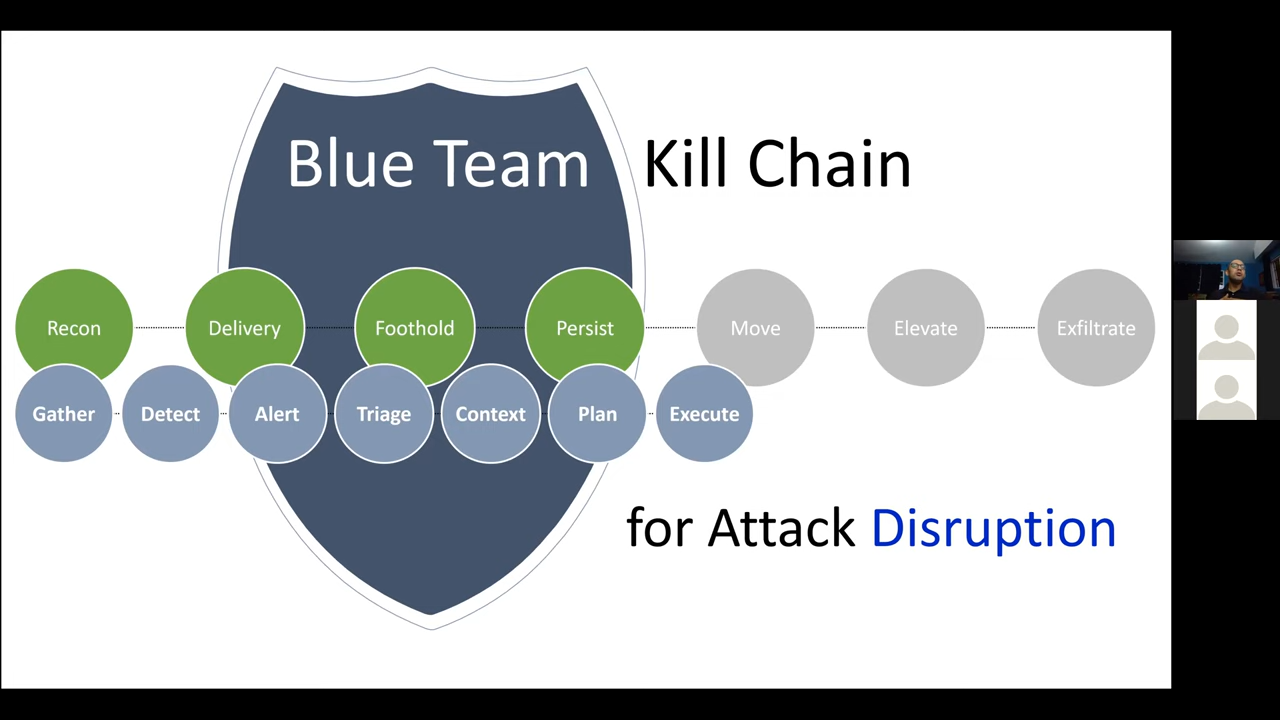 Blue Team Kill Chain
Recon Delivery Foothold Persist Move Elevate Exfiltrate
Gather Detect Alert Triage Context Plan Execute
for Attack Disruption